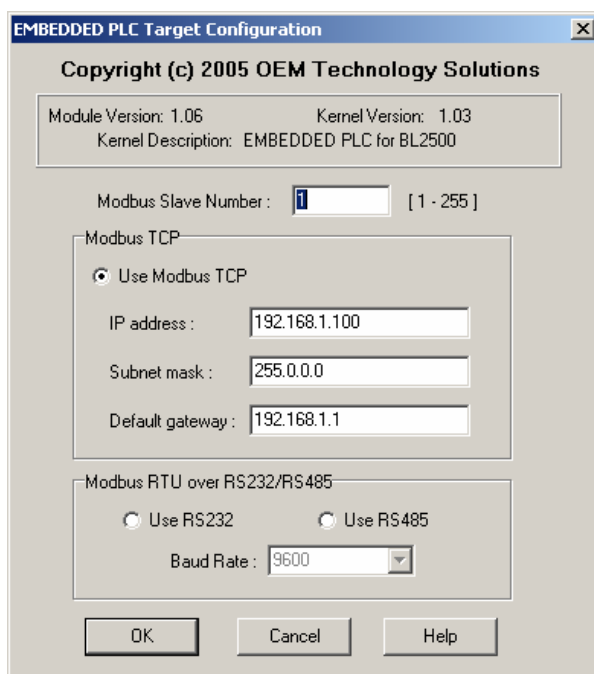 EMBEDDED PLC Target Configuration
Copyright (c) 2005 OEM Technology Solutions
Module Version: 1.06 Kernel Version: 1.03
Kernel Description: EMBEDDED PLC for BL2500
Modbus Slave Number : 1 [ 1 - 255 ]
Modbus TCP
Use Modbus TCP
IP address : 192.168.1.100
Subnet mask : 255.0.0.0
Default gateway : 192.168.1.1
Modbus RTU over RS232/RS485
Use RS232 Use RS485
Baud Rate : 9600
OK Cancel Help